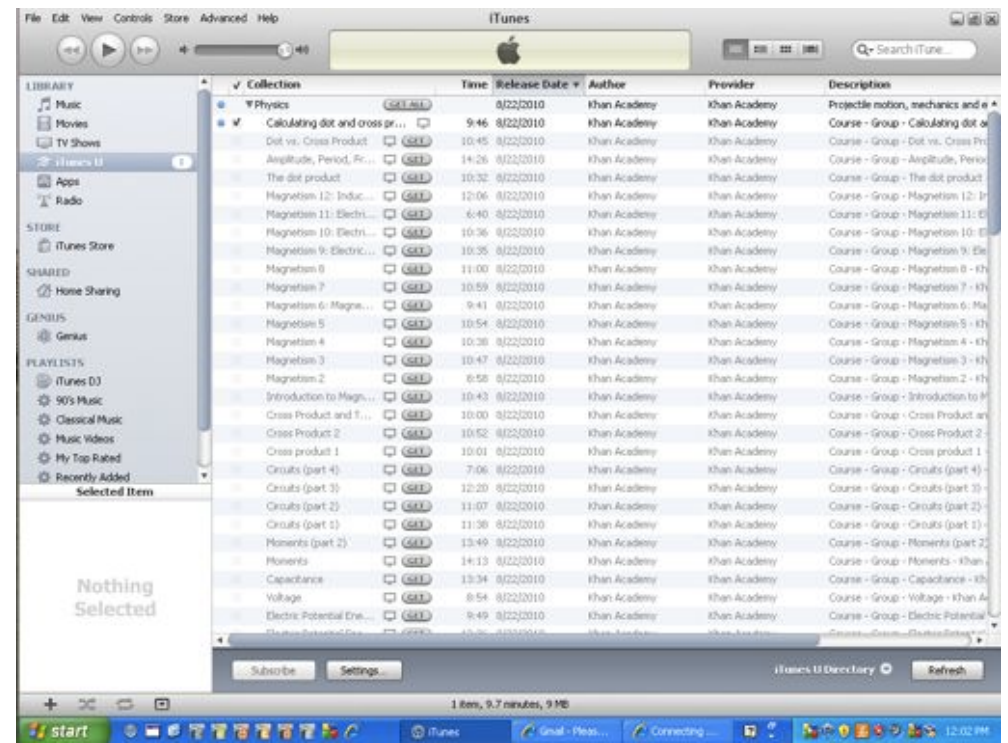 File Edit View Controls Store Advanced Help iTunes
Search iTune...
LIBRARY
Music
Movies
TV Shows
iTunes U 1
Apps
Radio
STORE
iTunes Store
SHARED
Home Sharing
GENIUS
Genius
PLAYLISTS
iTunes DJ
90's Music
Classical Music
Music Videos
My Top Rated
Recently Added
Selected Item
Nothing
Selected
Collection Time Release Date Author Provider Description
Physics GET ALL 8/22/2010 Khan Academy Khan Academy Projectile motion, mechanics and e
Calculating dot and cross pr... 9:46 8/22/2010 Khan Academy Khan Academy Course - Group - Calculating dot a
Dot vs. Cross Product GET 10:45 8/22/2010 Khan Academy Khan Academy Course - Group - Dot vs. Cross Pro
Amplitude, Period, Fr... GET 14:26 8/22/2010 Khan Academy Khan Academy Course - Group - Amplitude, Period
The dot product GET 10:32 8/22/2010 Khan Academy Khan Academy Course - Group - The dot product
Magnetism 12: Induc... GET 12:06 8/22/2010 Khan Academy Khan Academy Course - Group - Magnetism 12: In
Magnetism 11: Electri... GET 6:40 8/22/2010 Khan Academy Khan Academy Course - Group - Magnetism 11: El
Magnetism 10: Electri... GET 10:36 8/22/2010 Khan Academy Khan Academy Course - Group - Magnetism 10: El
Magnetism 9: Electric... GET 10:35 8/22/2010 Khan Academy Khan Academy Course - Group - Magnetism 9: Ele
Magnetism 8 GET 11:00 8/22/2010 Khan Academy Khan Academy Course - Group - Magnetism 8 - Kh
Magnetism 7 GET 10:59 8/22/2010 Khan Academy Khan Academy Course - Group - Magnetism 7 - Kh
Magnetism 6: Magne... GET 9:41 8/22/2010 Khan Academy Khan Academy Course - Group - Magnetism 6: Ma
Magnetism 5 GET 10:54 8/22/2010 Khan Academy Khan Academy Course - Group - Magnetism 5 - Kh
Magnetism 4 GET 10:38 8/22/2010 Khan Academy Khan Academy Course - Group - Magnetism 4 - Kh
Magnetism 3 GET 10:47 8/22/2010 Khan Academy Khan Academy Course - Group - Magnetism 3 - Kh
Magnetism 2 GET 8:58 8/22/2010 Khan Academy Khan Academy Course - Group - Magnetism 2 - Kh
Introduction to Magn... GET 10:43 8/22/2010 Khan Academy Khan Academy Course - Group - Introduction to M
Cross Product and T... GET 10:00 8/22/2010 Khan Academy Khan Academy Course - Group - Cross Product an
Cross Product 2 GET 10:52 8/22/2010 Khan Academy Khan Academy Course - Group - Cross Product 2 -
Cross product 1 GET 10:01 8/22/2010 Khan Academy Khan Academy Course - Group - Cross product 1 -
Circuits (part 4) GET 7:06 8/22/2010 Khan Academy Khan Academy Course - Group - Circuits (part 4) -
Circuits (part 3) GET 12:20 8/22/2010 Khan Academy Khan Academy Course - Group - Circuits (part 3) -
Circuits (part 2) GET 11:07 8/22/2010 Khan Academy Khan Academy Course - Group - Circuits (part 2) -
Circuits (part 1) GET 11:38 8/22/2010 Khan Academy Khan Academy Course - Group - Circuits (part 1) -
Moments (part 2) GET 13:49 8/22/2010 Khan Academy Khan Academy Course - Group - Moments (part 2)
Moments GET 14:13 8/22/2010 Khan Academy Khan Academy Course - Group - Moments - Khan
Capacitance GET 13:34 8/22/2010 Khan Academy Khan Academy Course - Group - Capacitance - Kh
Voltage GET 8:54 8/22/2010 Khan Academy Khan Academy Course - Group - Voltage - Khan A
Electric Potential Ene... GET 9:49 8/22/2010 Khan Academy Khan Academy Course - Group - Electric Potential
Subscribe Settings... iTunes U Directory Refresh
1 item, 9.7 minutes, 9 MB
start iTunes Gmail - Pleas... Connecting ... 12:02 PM